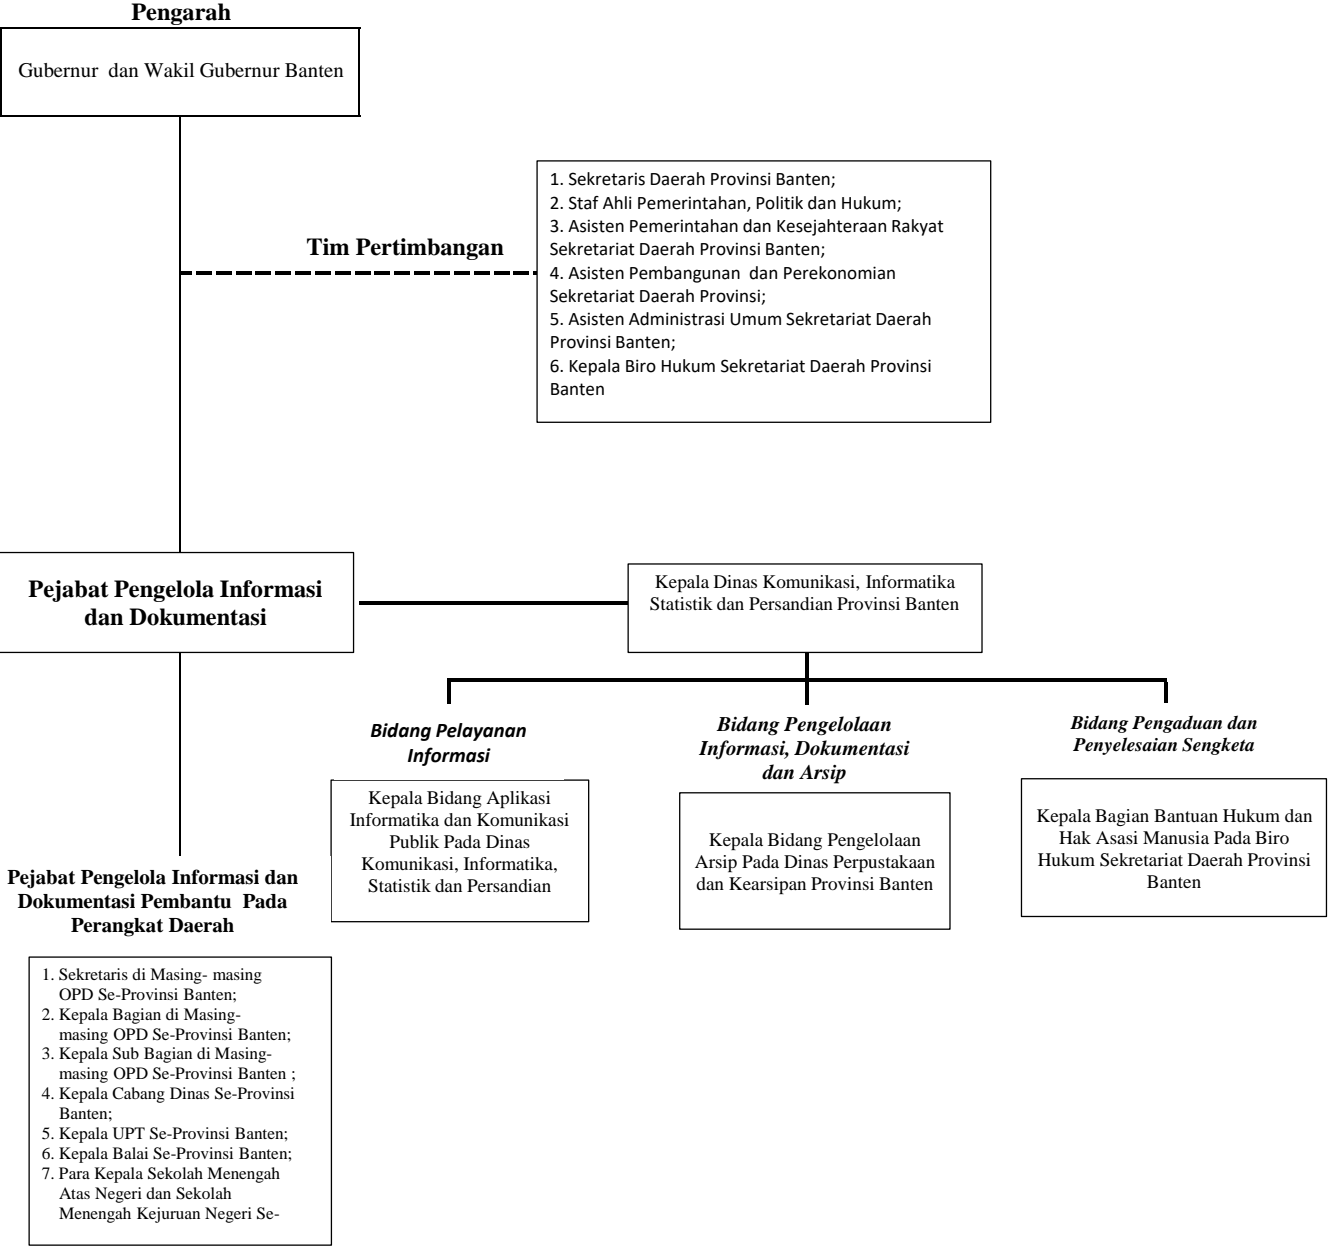 Pengarah
Gubernur dan Wakil Gubernur Banten
Tim Pertimbangan
1. Sekretaris Daerah Provinsi Banten;
2. Staf Ahli Pemerintahan, Politik dan Hukum;
3. Asisten Pemerintahan dan Kesejahteraan Rakyat
Sekretariat Daerah Provinsi Banten;
4. Asisten Pembangunan dan Perekonomian
Sekretariat Daerah Provinsi;
5. Asisten Administrasi Umum Sekretariat Daerah
Provinsi Banten;
6. Kepala Biro Hukum Sekretariat Daerah Provinsi
Banten
Pejabat Pengelola Informasi
dan Dokumentasi
Kepala Dinas Komunikasi, Informatika
Statistik dan Persandian Provinsi Banten
Bidang Pelayanan
Informasi
Kepala Bidang Aplikasi
Informatika dan Komunikasi
Publik Pada Dinas
Komunikasi, Informatika,
Statistik dan Persandian
Bidang Pengelolaan
Informasi, Dokumentasi
dan Arsip
Kepala Bidang Pengelolaan
Arsip Pada Dinas Perpustakaan
dan Kearsipan Provinsi Banten
Bidang Pengaduan dan
Penyelesaian Sengketa
Kepala Bagian Bantuan Hukum dan
Hak Asasi Manusia Pada Biro
Hukum Sekretariat Daerah Provinsi
Banten
Pejabat Pengelola Informasi dan
Dokumentasi Pembantu Pada
Perangkat Daerah
1. Sekretaris di Masing- masing
OPD Se-Provinsi Banten;
2. Kepala Bagian di Masing-
masing OPD Se-Provinsi Banten;
3. Kepala Sub Bagian di Masing-
masing OPD Se-Provinsi Banten ;
4. Kepala Cabang Dinas Se-Provinsi
Banten;
5. Kepala UPT Se-Provinsi Banten;
6. Kepala Balai Se-Provinsi Banten;
7. Para Kepala Sekolah Menengah
Atas Negeri dan Sekolah
Menengah Kejuruan Negeri Se-